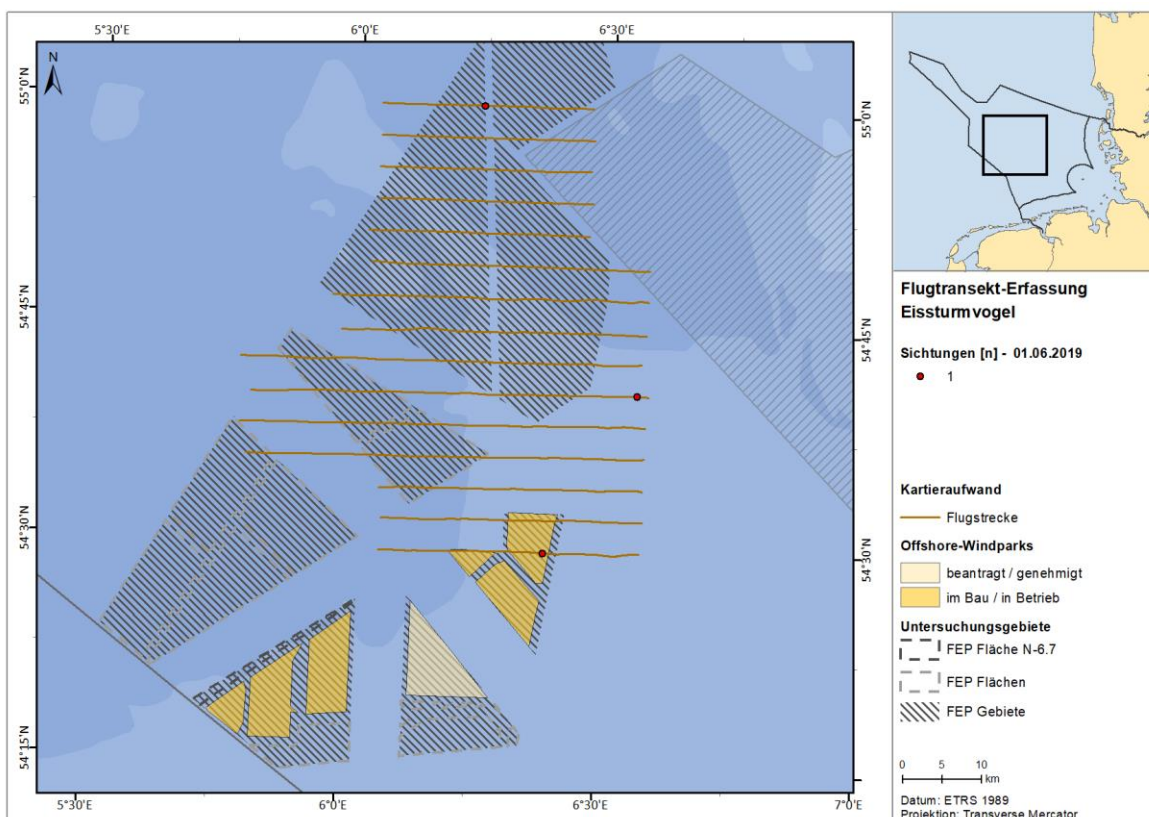 5°30'E
6°0'E
6°30'E
N
55°0'N
55°0'N
54°45'N
54°45'N
54°30'N
54°30'N
54°15'N
5°30'E
6°0'E
6°30'E
7°0'E
Flugtransekt-Erfassung
Eissturmvogel
Sichtungen [n] - 01.06.2019
1
Kartieraufwand
Flugstrecke
Offshore-Windparks
beantragt / genehmigt
im Bau / in Betrieb
Untersuchungsgebiete
FEP Fläche N-6.7
FEP Flächen
FEP Gebiete
0 5 10
km
Datum: ETRS 1989
Projektion: Transverse Mercator